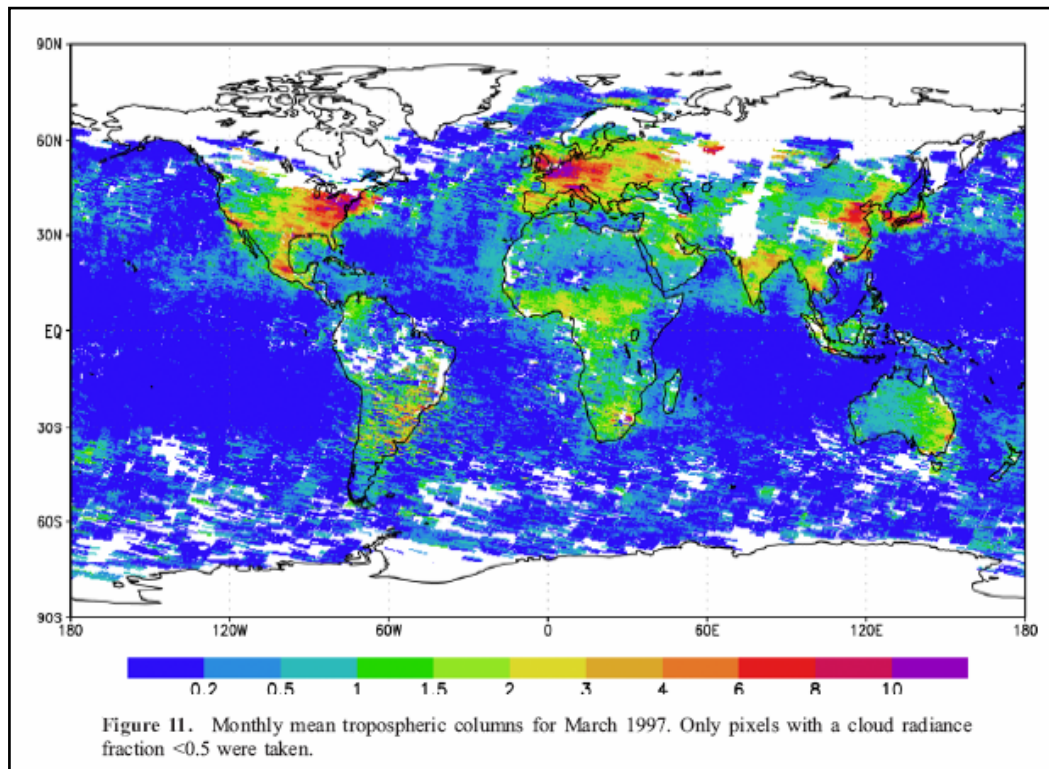 90N
60N
30N
EQ
30S
60S
90S
180 120W 60W 0 60E 120E 180
0.2 0.5 1 1.5 2 3 4 6 8 10
Figure 11. Monthly mean tropospheric columns for March 1997. Only pixels with a cloud radiance
fraction <0.5 were taken.